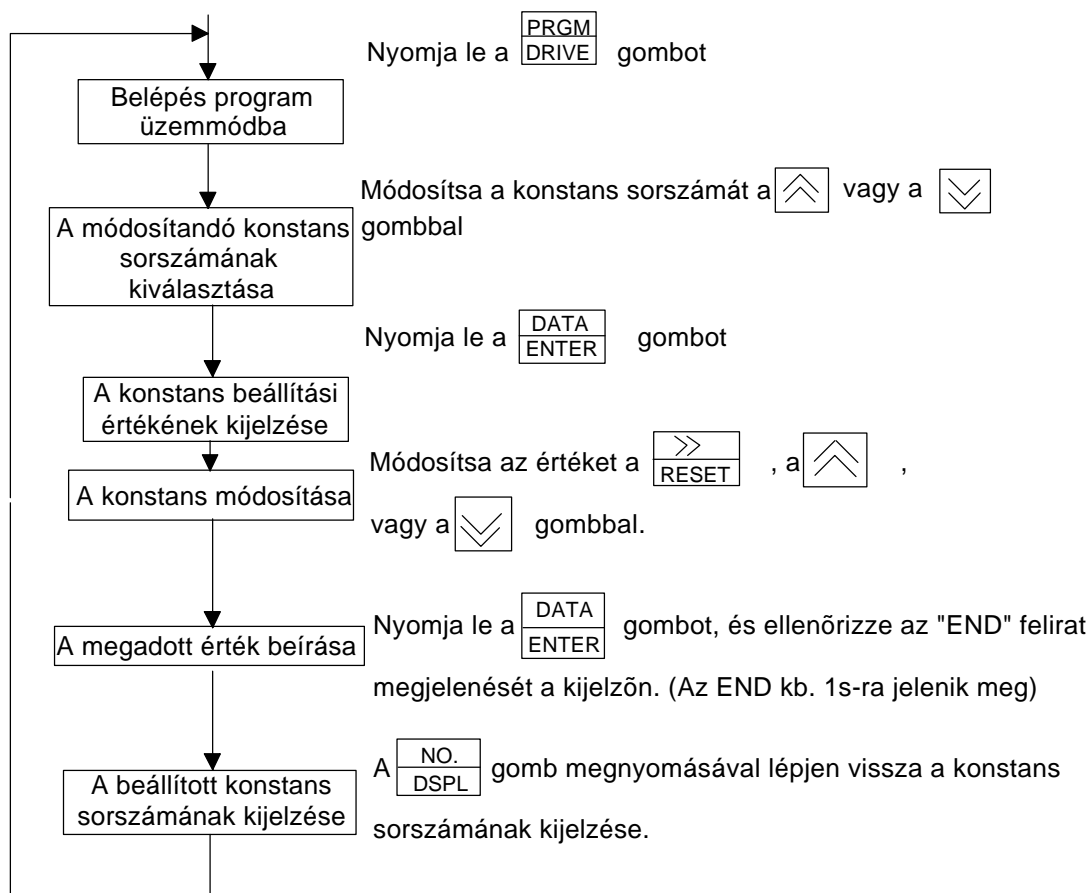 PRGM
Nyomja le a DRIVE gombot
Belépés program
üzemmódba
Módosítsa a konstans sorszámát a vagy a
gombbal
A módosítandó konstans
sorszámának
kiválasztása
Nyomja le a DATA gombot
ENTER
A konstans beállítási
értékének kijelzése
Módosítsa az értéket a , a ,
RESET
vagy a gombbal.
A konstans módosítása
DATA
Nyomja le a gombot, és ellenõrizze az "END" felirat
ENTER
megjelenését a kijelzõn. (Az END kb. 1s-ra jelenik meg)
A megadott érték beírása
NO.
A gomb megnyomásával lépjen vissza a konstans
DSPL
sorszámának kijelzése.
A beállított konstans
sorszámának kijelzése